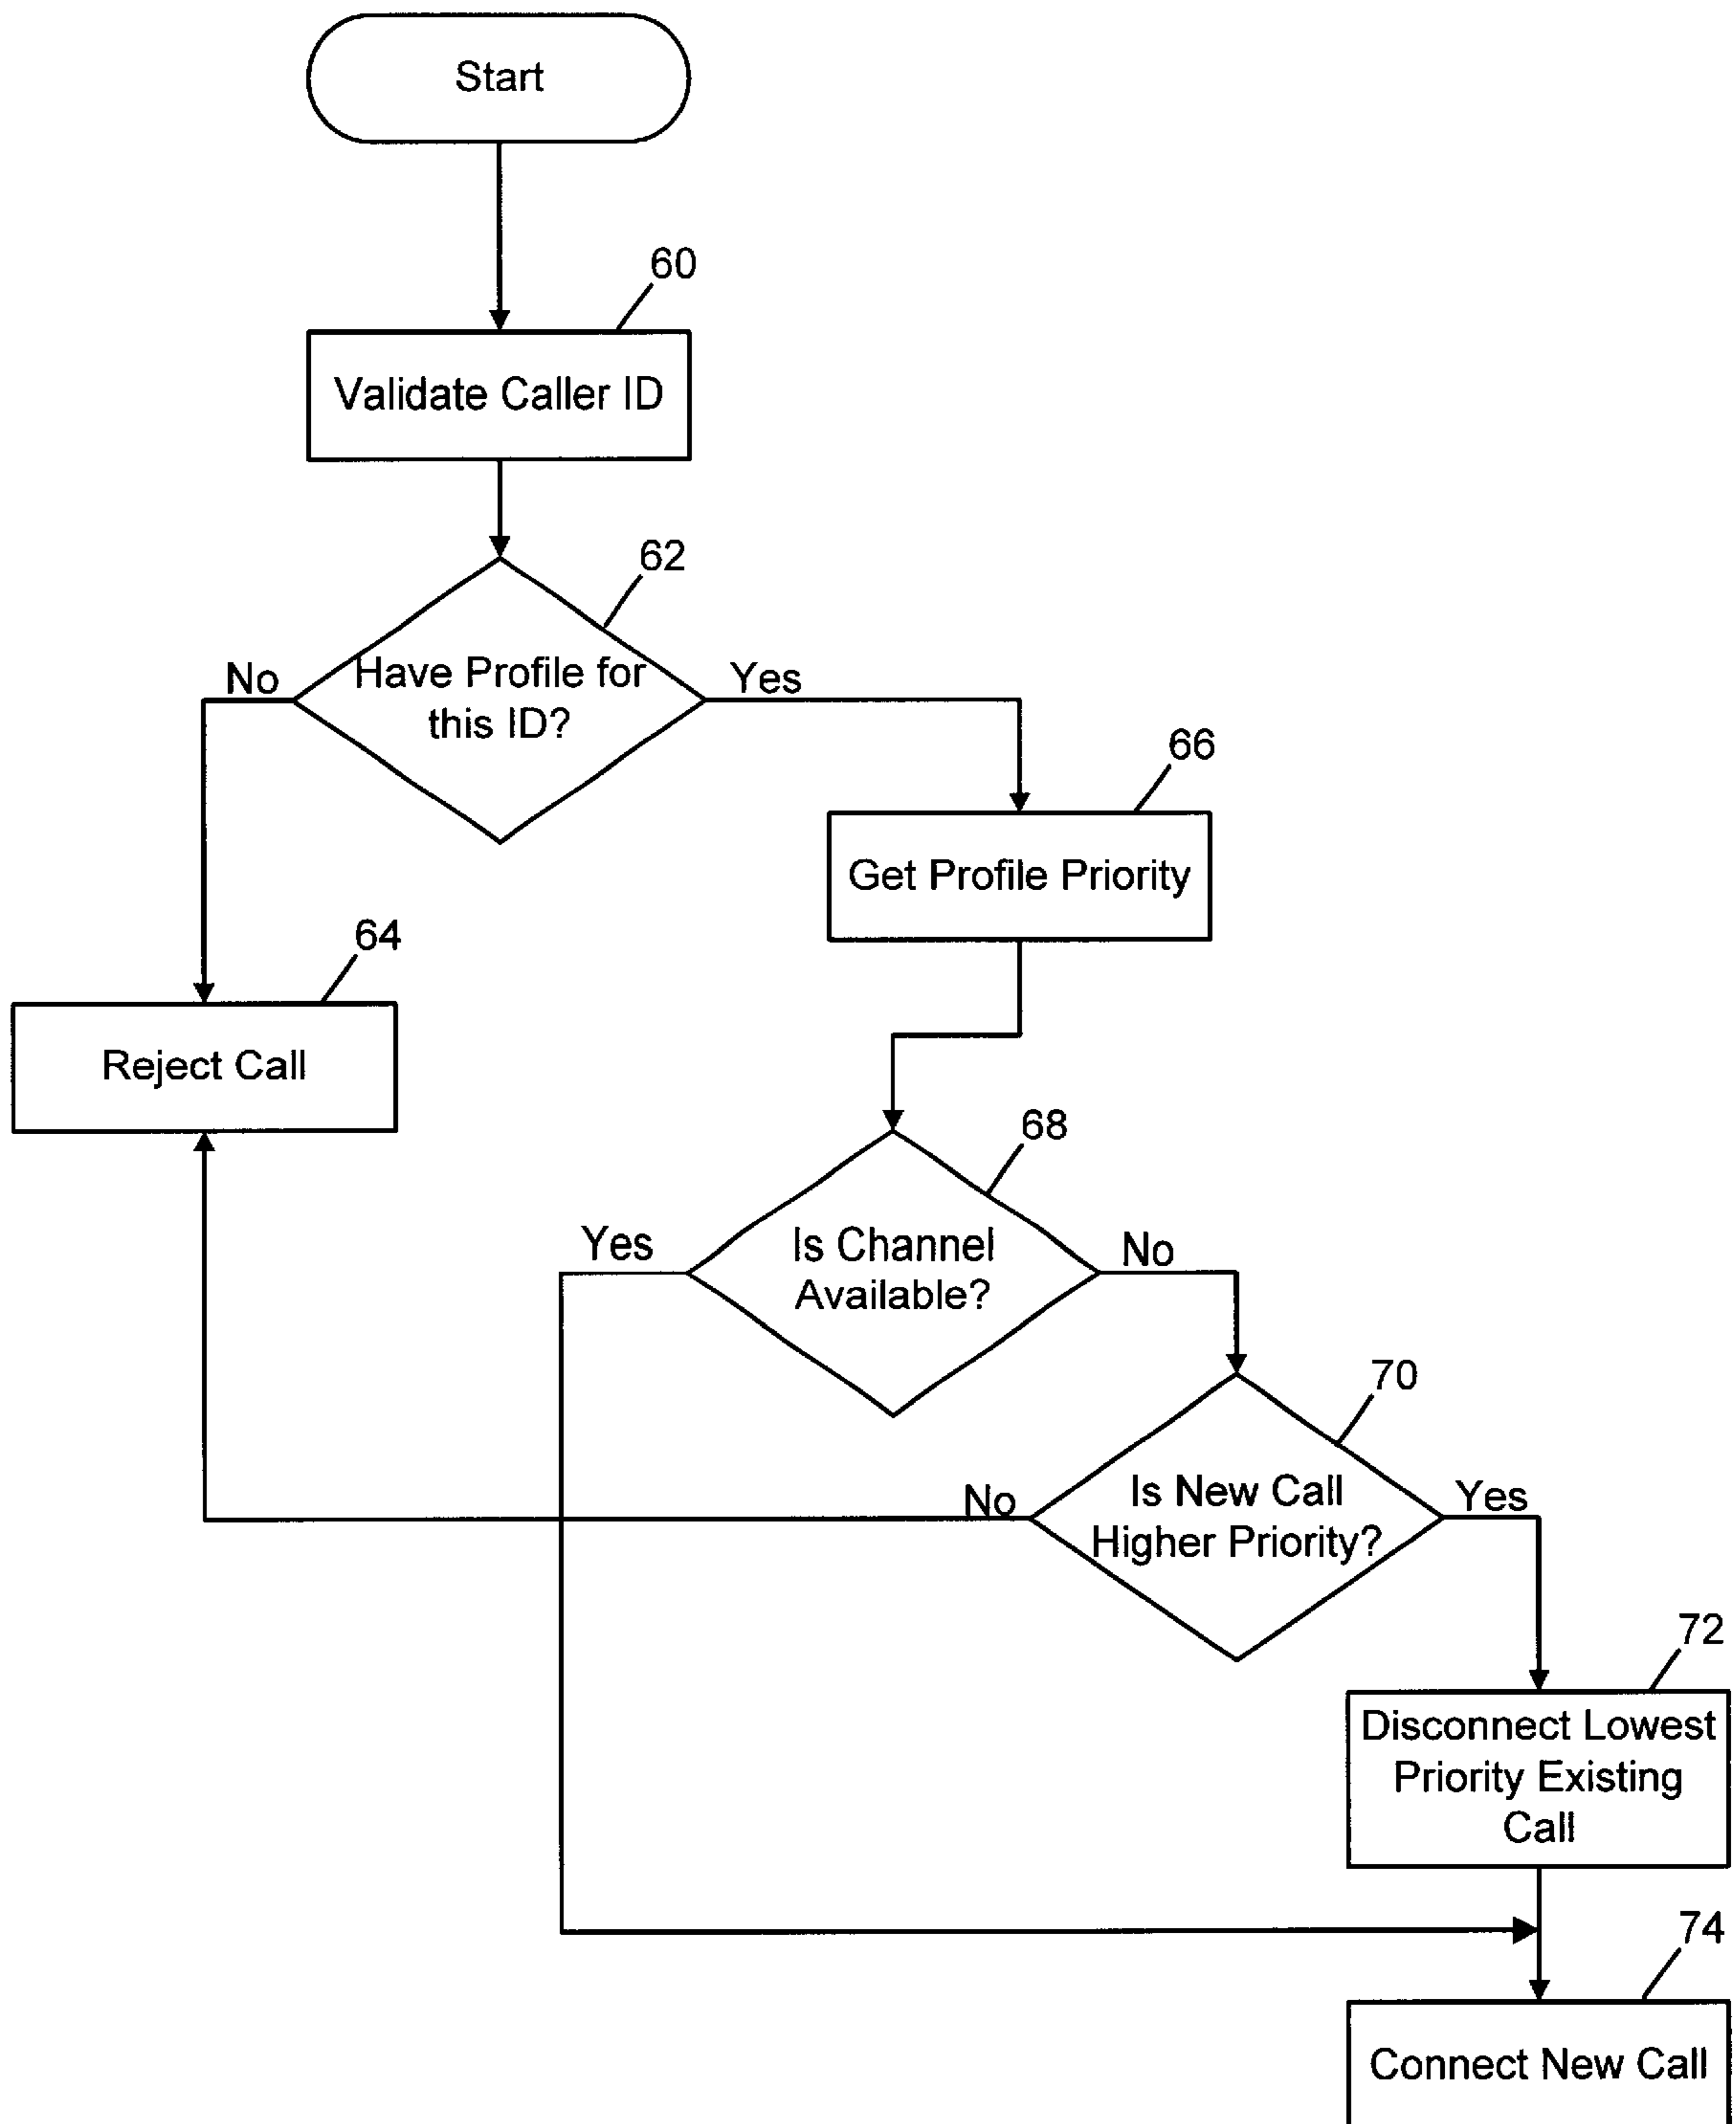 Start
60
Validate Caller ID
62
No
Have Profile for
this ID?
Yes
66
Get Profile Priority
64
Reject Call
68
Yes
Is Channel
Available?
No
70
No
Is New Call
Higher Priority?
Yes
72
Disconnect Lowest
Priority Existing
Call
74
Connect New Call